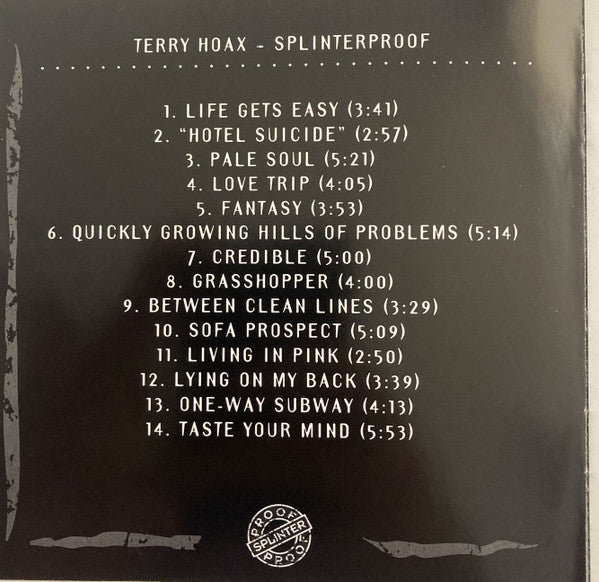 TERRY HOAX - SPLINTERPROOF
1. LIFE GETS EASY (3:41)
2. "HOTEL SUICIDE" (2:57)
3. PALE SOUL (5:21)
4. LOVE TRIP (4:05)
5. FANTASY (3:53)
6. QUICKLY GROWING HILLS OF PROBLEMS (5:14)
7. CREDIBLE (5:00)
8. GRASSHOPPER (4:00)
9. BETWEEN CLEAN LINES (3:29)
10. SOFA PROSPECT (5:09)
11. LIVING IN PINK (2:50)
12. LYING ON MY BACK (3:39)
13. ONE-WAY SUBWAY (4:13)
14. TASTE YOUR MIND (5:53)
PROOF
SPLINTER
PROOF